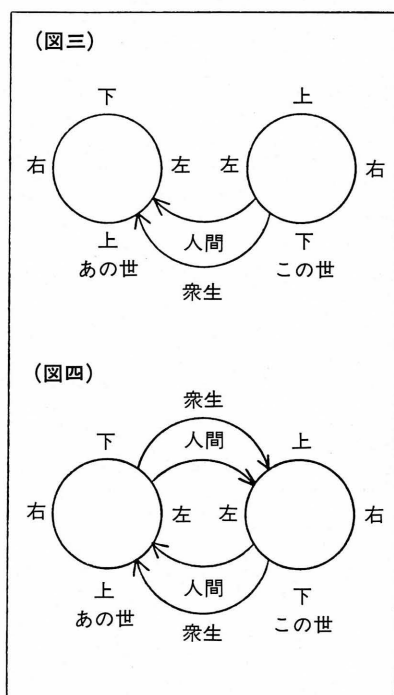 (図三)
下 上
右 左 左 右
上 人間 下
あの世 この世
衆生
(図四)
衆生
下 人間 上
右 左 左 右
上 人間 下
あの世 この世
衆生